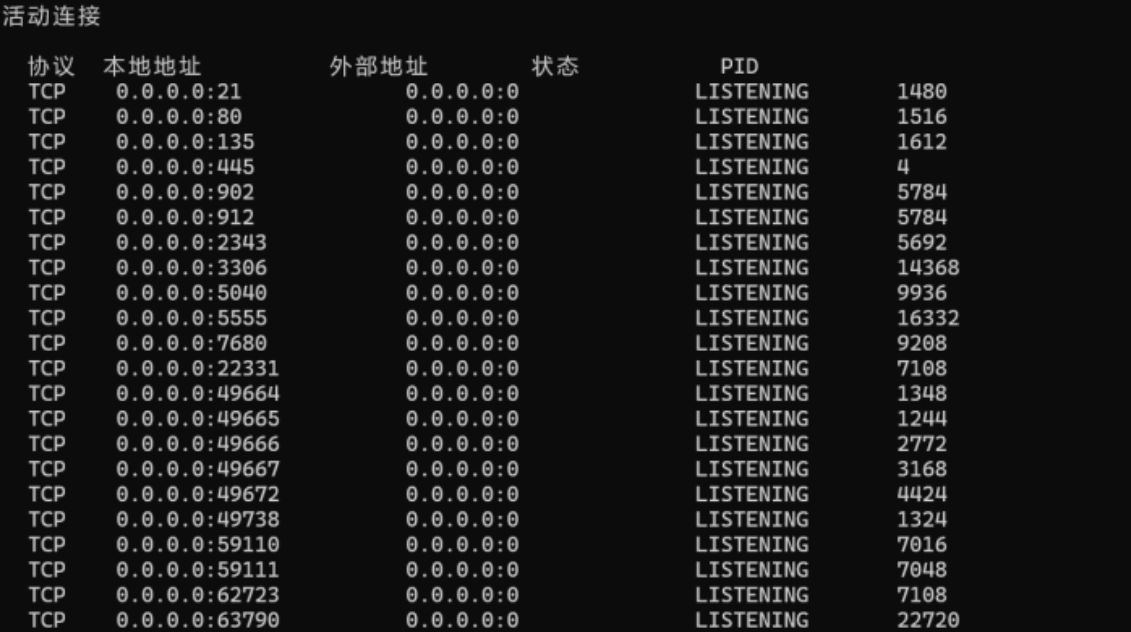 活动连接
协议 本地地址 外部地址 状态 PID
TCP 0.0.0.0:21 0.0.0.0:0 LISTENING 1480
TCP 0.0.0.0:80 0.0.0.0:0 LISTENING 1516
TCP 0.0.0.0:135 0.0.0.0:0 LISTENING 1612
TCP 0.0.0.0:445 0.0.0.0:0 LISTENING 4
TCP 0.0.0.0:902 0.0.0.0:0 LISTENING 5784
TCP 0.0.0.0:912 0.0.0.0:0 LISTENING 5784
TCP 0.0.0.0:2343 0.0.0.0:0 LISTENING 5692
TCP 0.0.0.0:3306 0.0.0.0:0 LISTENING 14368
TCP 0.0.0.0:5040 0.0.0.0:0 LISTENING 9936
TCP 0.0.0.0:5555 0.0.0.0:0 LISTENING 16332
TCP 0.0.0.0:7680 0.0.0.0:0 LISTENING 9208
TCP 0.0.0.0:22331 0.0.0.0:0 LISTENING 7108
TCP 0.0.0.0:49664 0.0.0.0:0 LISTENING 1348
TCP 0.0.0.0:49665 0.0.0.0:0 LISTENING 1244
TCP 0.0.0.0:49666 0.0.0.0:0 LISTENING 2772
TCP 0.0.0.0:49667 0.0.0.0:0 LISTENING 3168
TCP 0.0.0.0:49672 0.0.0.0:0 LISTENING 4424
TCP 0.0.0.0:49738 0.0.0.0:0 LISTENING 1324
TCP 0.0.0.0:59110 0.0.0.0:0 LISTENING 7016
TCP 0.0.0.0:59111 0.0.0.0:0 LISTENING 7048
TCP 0.0.0.0:62723 0.0.0.0:0 LISTENING 7108
TCP 0.0.0.0:63790 0.0.0.0:0 LISTENING 22720